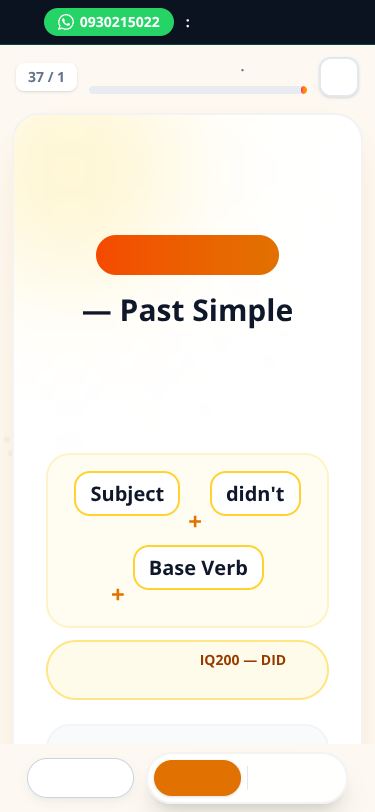 0930215022 :
37 / 1
— Past Simple
Subject
didn't
+
Base Verb
+
IQ200 — DID